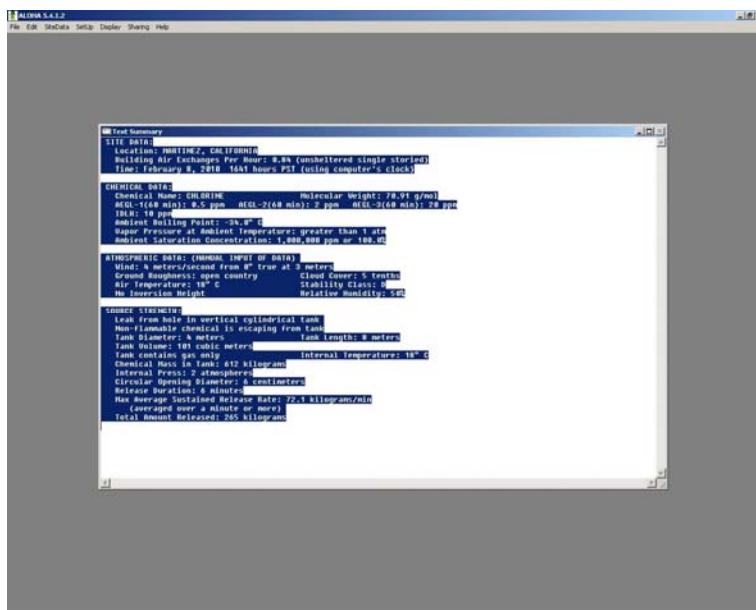 ALOHA 5.4.1.2
File Edit SiteData SetUp Display Sharing Help
Text Summary
SITE DATA:
Location: MARTINEZ, CALIFORNIA
Building Air Exchanges Per Hour: 0.84 (unsheltered single storied)
Time: February 8, 2010 1641 hours PST (using computer's clock)
CHEMICAL DATA:
Chemical Name: CHLORINE Molecular Weight: 70.91 g/mol
AEGL-1(60 min): 0.5 ppm AEGL-2(60 min): 2 ppm AEGL-3(60 min): 20 ppm
IDLH: 10 ppm
Ambient Boiling Point: -34.0° C
Vapor Pressure at Ambient Temperature: greater than 1 atm
Ambient Saturation Concentration: 1,000,000 ppm or 100.0%
ATMOSPHERIC DATA: (MANUAL INPUT OF DATA)
Wind: 4 meters/second from 0° true at 3 meters
Ground Roughness: open country Cloud Cover: 5 tenths
Air Temperature: 10° C Stability Class: D
No Inversion Height Relative Humidity: 50%
SOURCE STRENGTH:
Leak from hole in vertical cylindrical tank
Non-flammable chemical is escaping from tank
Tank Diameter: 4 meters Tank Length: 8 meters
Tank Volume: 101 cubic meters
Tank contains gas only Internal Temperature: 10° C
Chemical Mass in Tank: 612 kilograms
Internal Press: 2 atmospheres
Circular Opening Diameter: 6 centimeters
Release Duration: 6 minutes
Max Average Sustained Release Rate: 72.1 kilograms/min
(averaged over a minute or more)
Total Amount Released: 265 kilograms